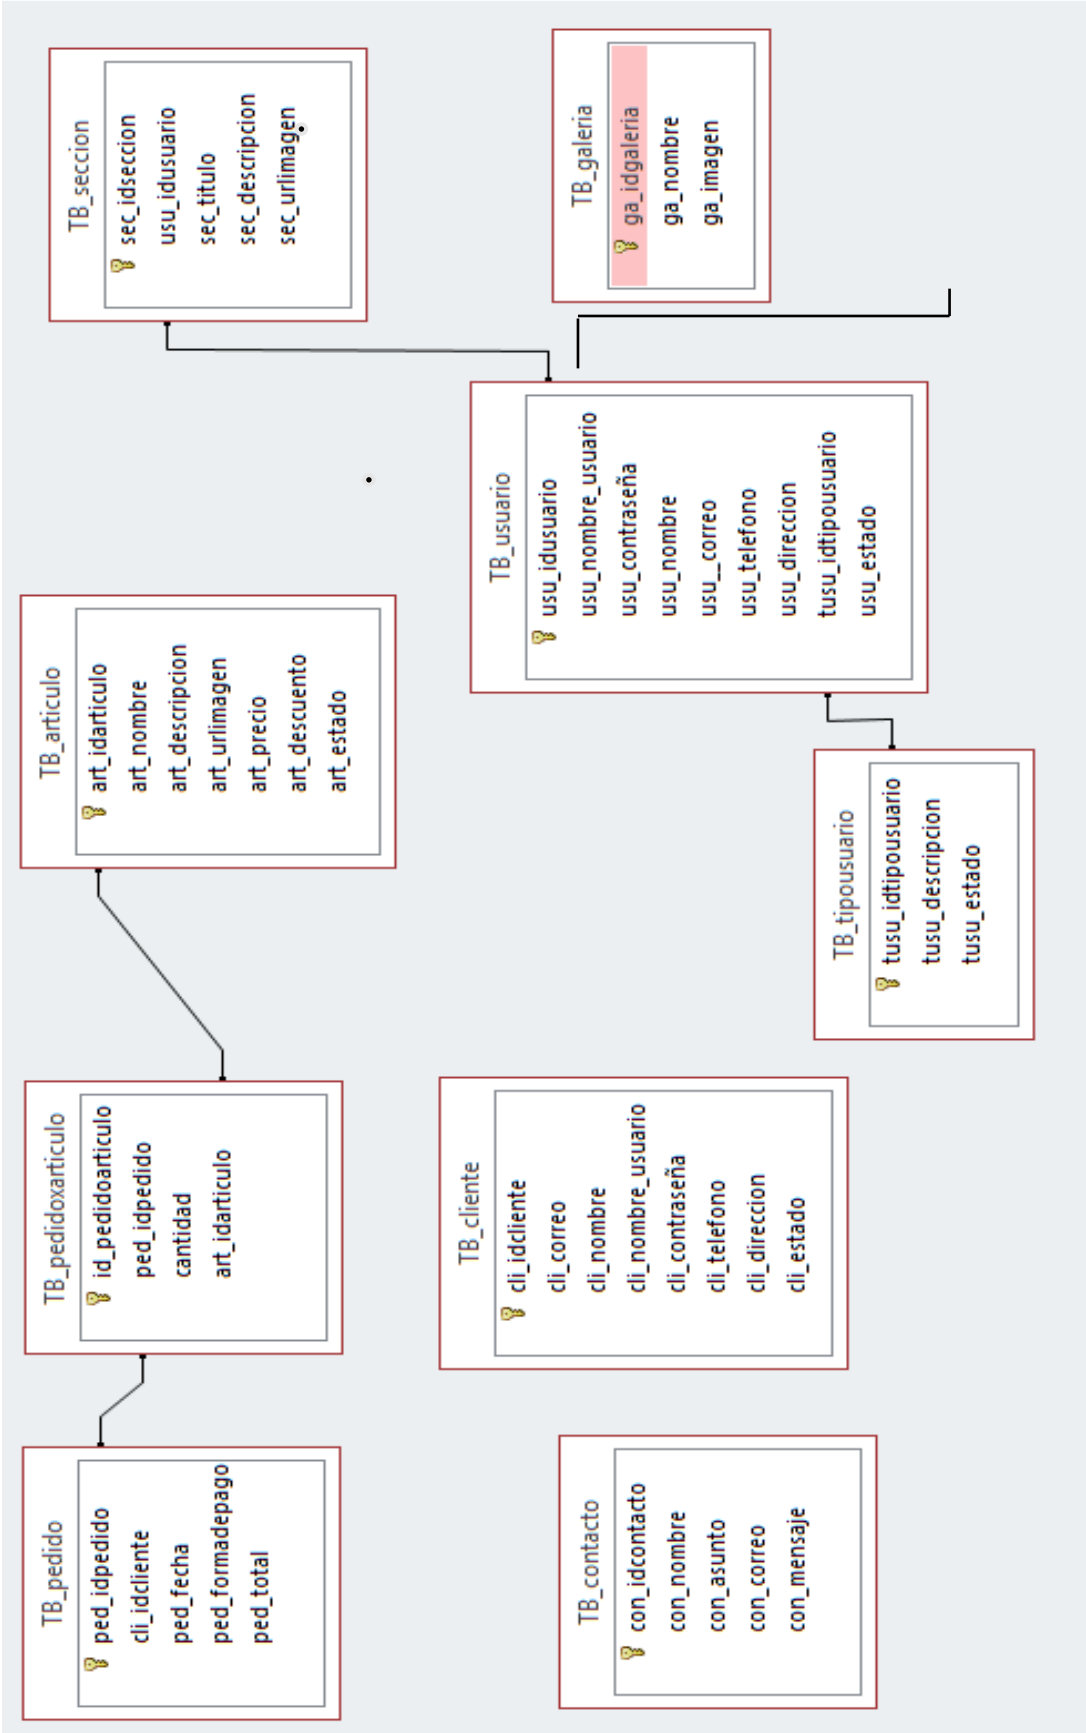 TB_pedido
ped_idpedido
cli_idcliente
ped_fecha
ped_formadepago
ped_total
TB_pedidoxarticulo
id_pedidoarticulo
ped_idpedido
cantidad
art_idarticulo
TB_articulo
art_idarticulo
art_nombre
art_descripcion
art_urlimagen
art_precio
art_descuento
art_estado
TB_seccion
sec_idseccion
usu_idusuario
sec_titulo
sec_descripcion
sec_urlimagen
TB_contacto
con_idcontacto
con_nombre
con_asunto
con_correo
con_mensaje
TB_cliente
cli_idcliente
cli_correo
cli_nombre
cli_nombre_usuario
cli_contraseña
cli_telefono
cli_direccion
cli_estado
TB_usuario
usu_idusuario
usu_nombre_usuario
usu_contraseña
usu_nombre
usu__correo
usu_telefono
usu_direccion
tusu_idtipousuario
usu_estado
TB_galeria
ga_idgaleria
ga_nombre
ga_imagen
TB_tipousuario
tusu_idtipousuario
tusu_descripcion
tusu_estado